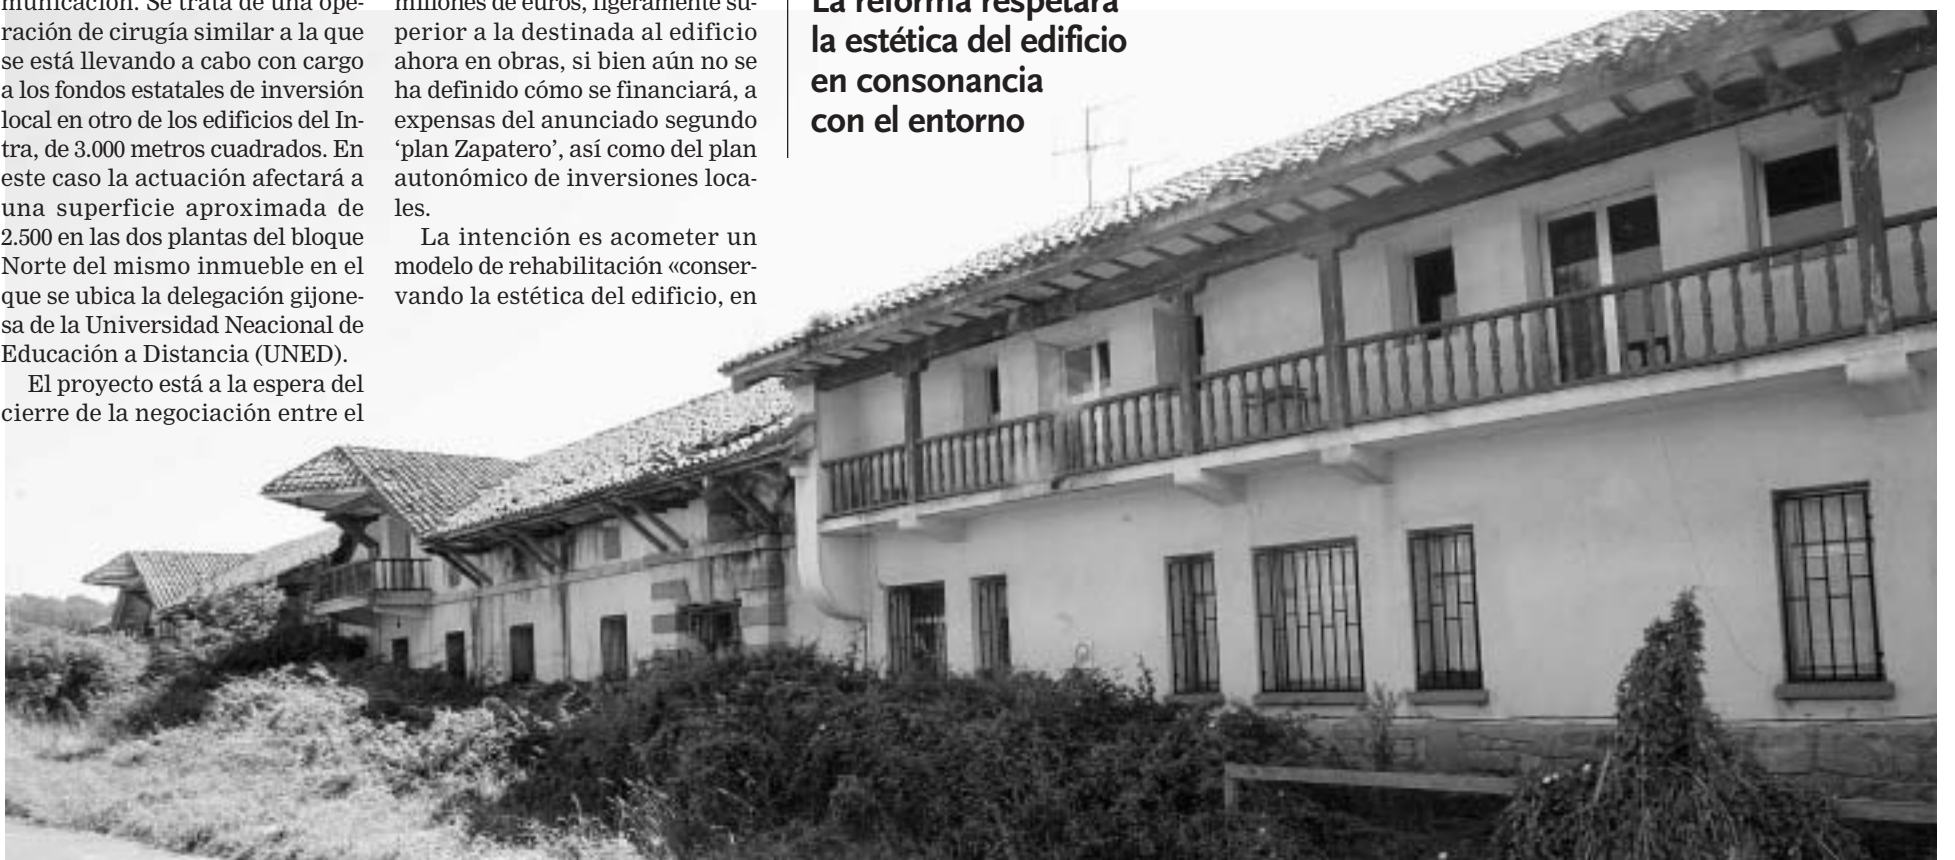 municación. Se trata de una ope-
ración de cirugía similar a la que
se está llevando a cabo con cargo
a los fondos estatales de inversión
local en otro de los edificios del In-
tra, de 3.000 metros cuadrados. En
este caso la actuación afectará a
una superficie aproximada de
2.500 en las dos plantas del bloque
Norte del mismo inmueble en el
que se ubica la delegación gijone-
sa de la Universidad Neacional de
Educación a Distancia (UNED).
El proyecto está a la espera del
cierre de la negociación entre el
millones de euros, ligeramente su-
perior a la destinada al edificio
ahora en obras, si bien aún no se
ha definido cómo se financiará, a
expensas del anunciado segundo
‘plan Zapatero’, así como del plan
autonómico de inversiones loca-
les.
La intención es acometer un
modelo de rehabilitación «conser-
vando la estética del edificio, en
La reforma respetará
la estética del edificio
en consonancia
con el entorno